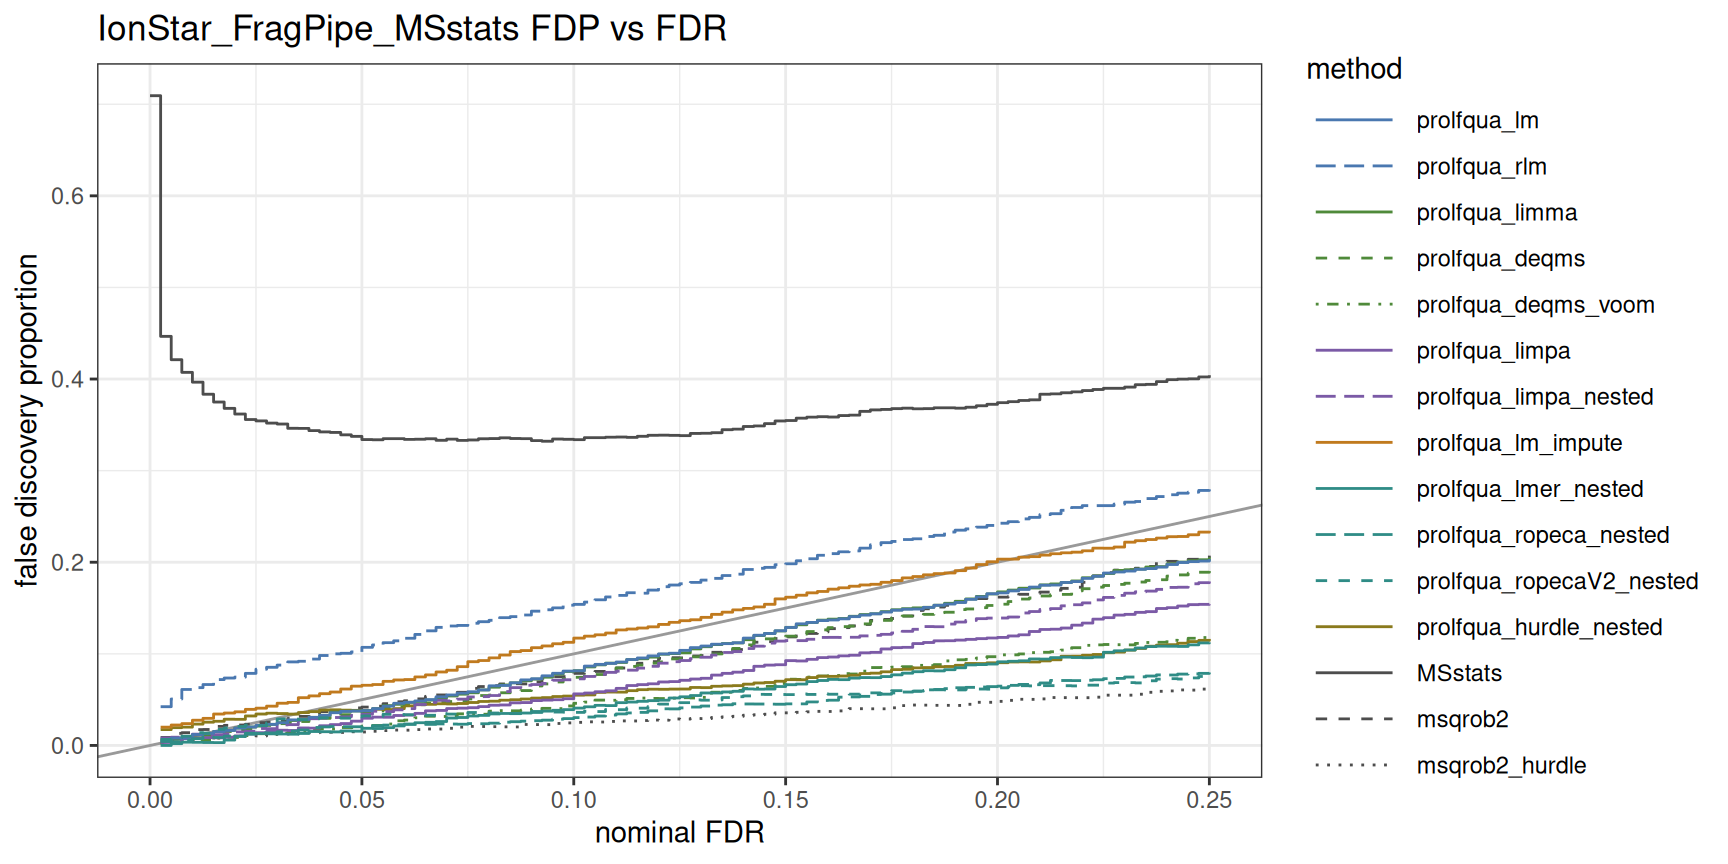 IonStar_FragPipe_MSstats FDP vs FDR
false discovery proportion
0.6
0.4
0.2
0.0
0.00 0.05 0.10 0.15 0.20 0.25
nominal FDR
method
prolfqua_lm
prolfqua_rlm
prolfqua_limma
prolfqua_deqms
prolfqua_deqms_voom
prolfqua_limpa
prolfqua_limpa_nested
prolfqua_lm_impute
prolfqua_lmer_nested
prolfqua_ropeca_nested
prolfqua_ropecaV2_nested
prolfqua_hurdle_nested
MSstats
msqrob2
msqrob2_hurdle